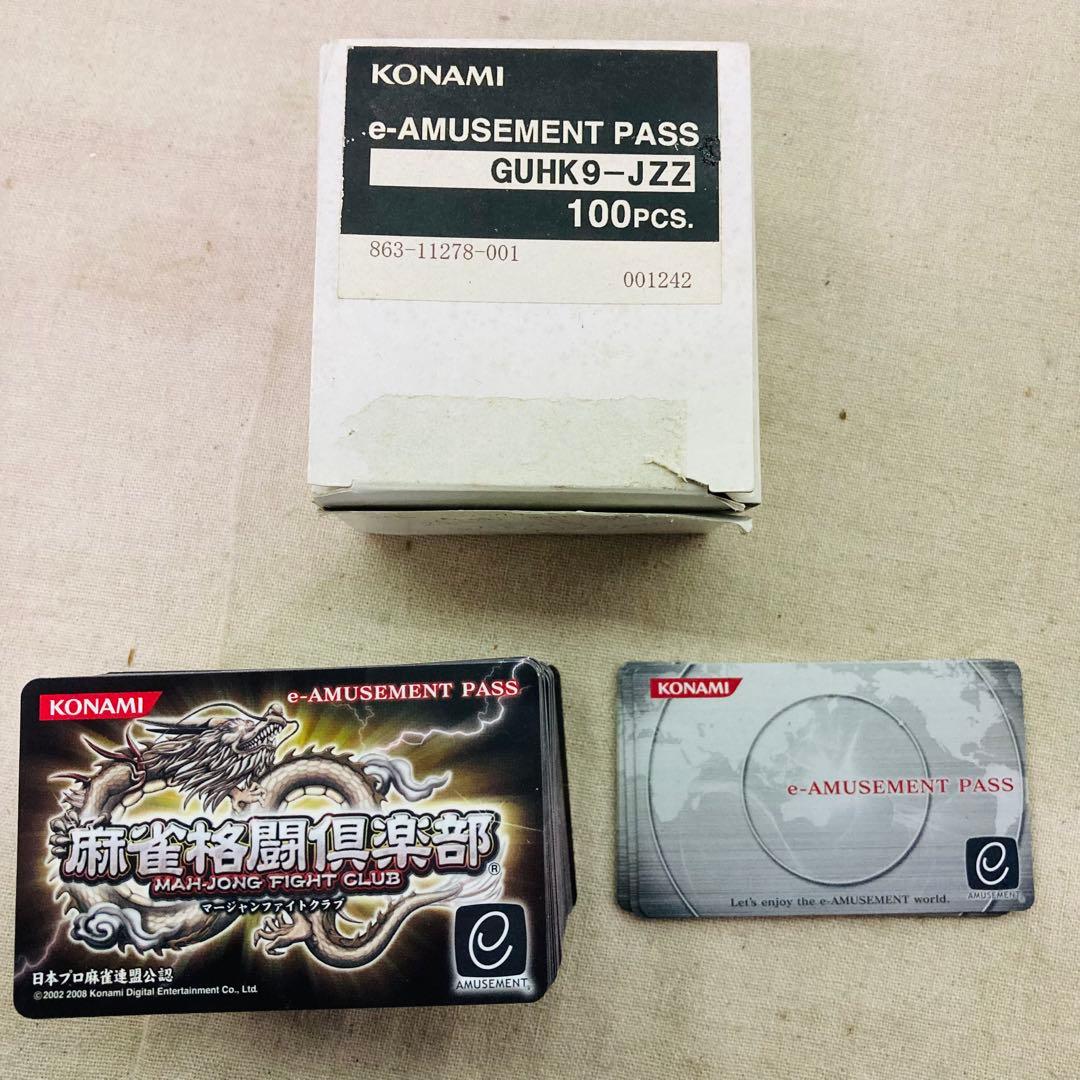 KONAMI
e-AMUSEMENT PASS
GUHK9-JZZ
100PCS.
863-11278-001
001242
KONAMI
e-AMUSEMENT PASS
麻雀格闘倶楽部®
MAH-JONG FIGHT CLUB
マージャンファイトクラブ
日本プロ麻雀連盟公認
©2002 2008 Konami Digital Entertainment Co., Ltd.
e
AMUSEMENT
KONAMI
e-AMUSEMENT PASS
Let's enjoy the e-AMUSEMENT world.
e
AMUSEMENT